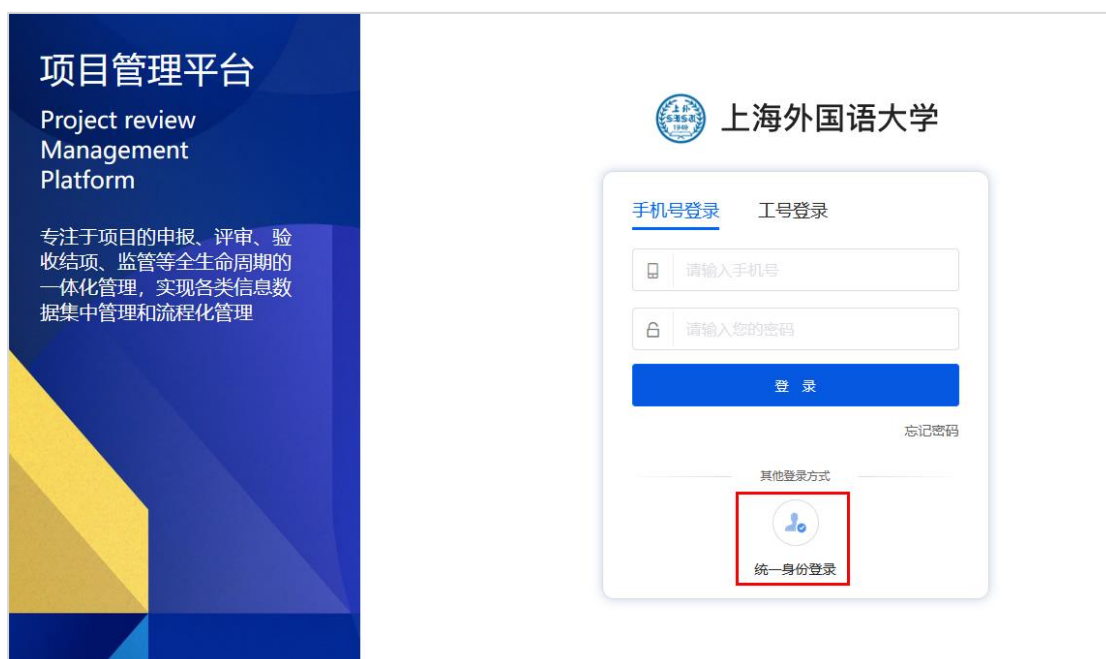 项目管理平台
Project review
Management
Platform
专注于项目的申报、评审、验
收结项、监管等全生命周期的
一体化管理，实现各类信息数
据集中管理和流程化管理
上海外国语大学
手机号登录 工号登录
请输入手机号
请输入您的密码
登 录
忘记密码
其他登录方式
统一身份登录